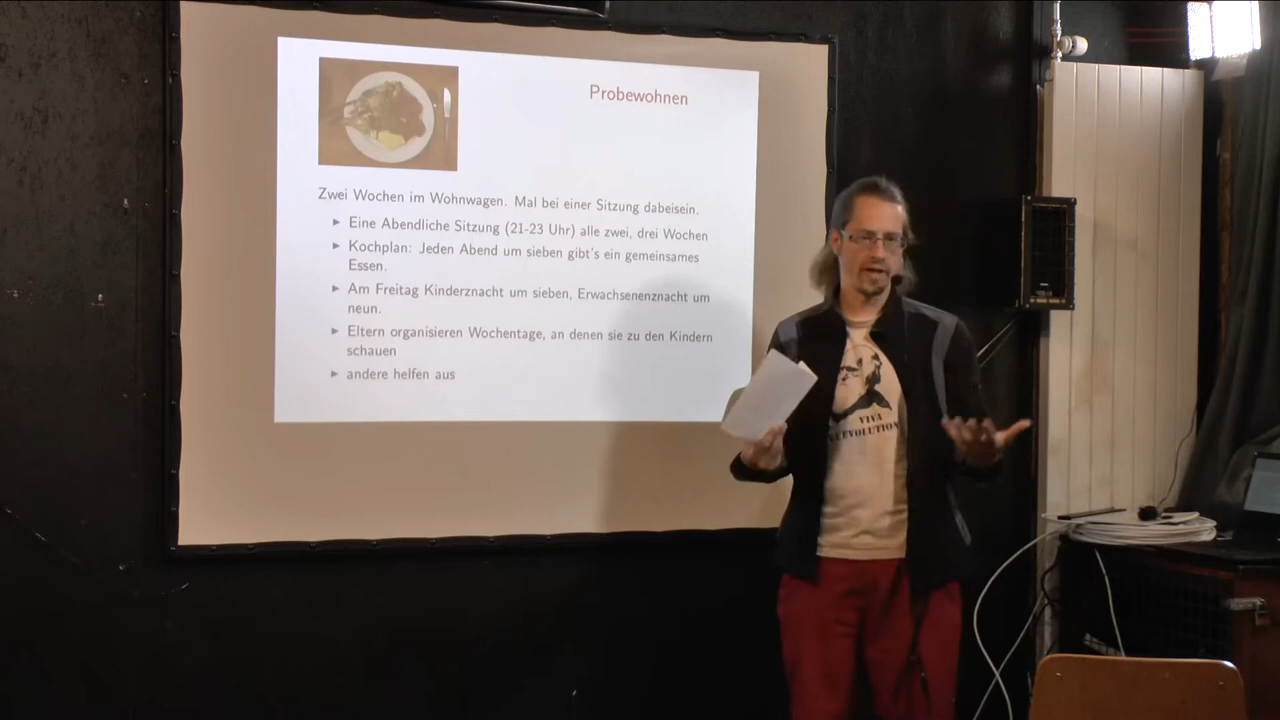 Probewohnen
Zwei Wochen im Wohnwagen. Mal bei einer Sitzung dabeisein.
▶ Eine Abendliche Sitzung (21-23 Uhr) alle zwei, drei Wochen
▶ Kochplan: Jeden Abend um sieben gibt's ein gemeinsames
Essen.
▶ Am Freitag Kinderznacht um sieben, Erwachsenenznacht um
neun.
▶ Eltern organisieren Wochentage, an denen sie zu den Kindern
schauen
▶ andere helfen aus
VIVA
EVOLUTION